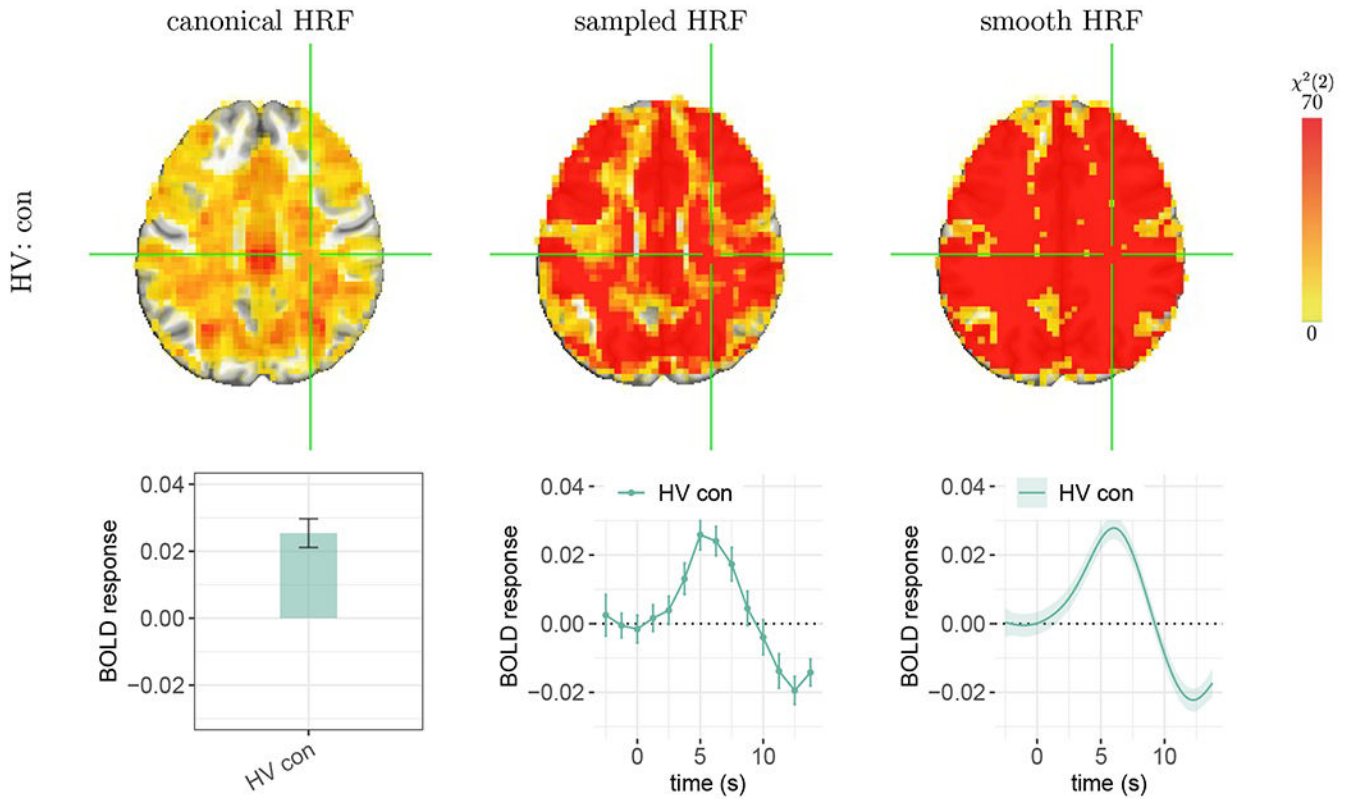 canonical HRF
sampled HRF
smooth HRF
χ²(2)
70
0
HV: con
BOLD response
0.04
0.02
0.00
−0.02
HV con
BOLD response
0.04
0.02
0.00
−0.02
HV con
0 5 10
time (s)
BOLD response
0.04
0.02
0.00
−0.02
HV con
0 5 10
time (s)